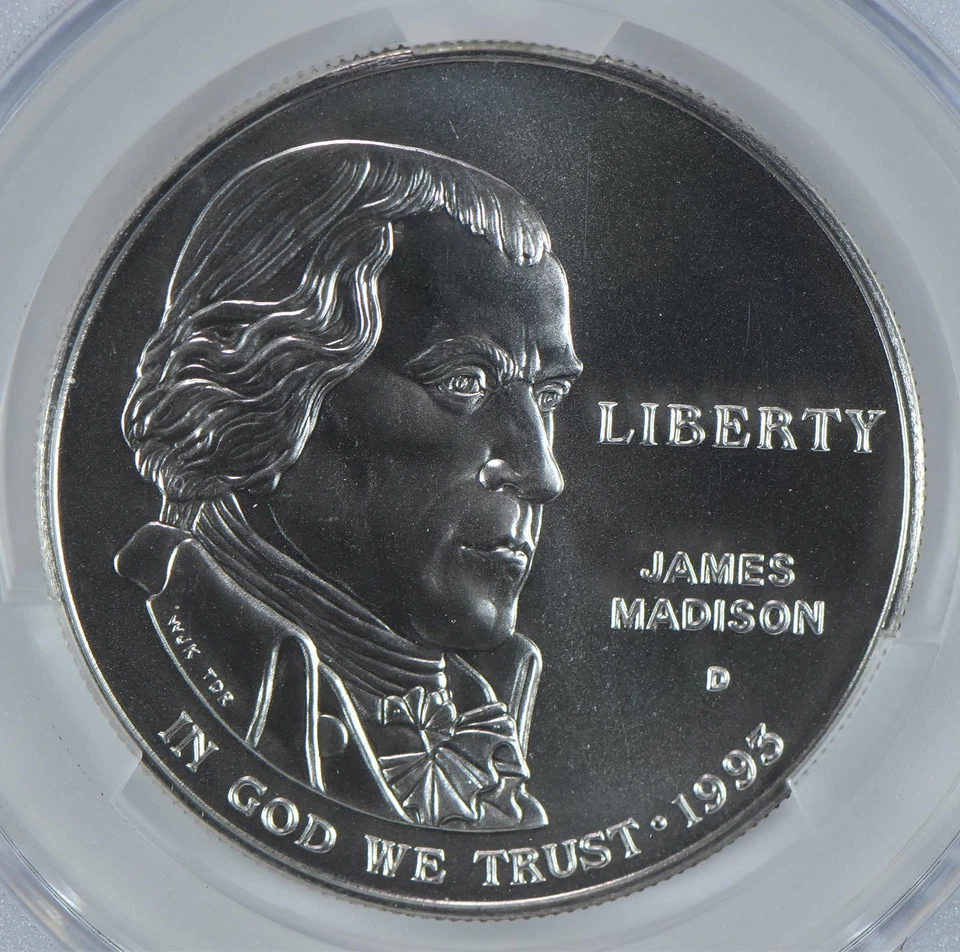 LIBERTY
JAMES
MADISON
D
WJK TDR
IN GOD WE TRUST • 1993